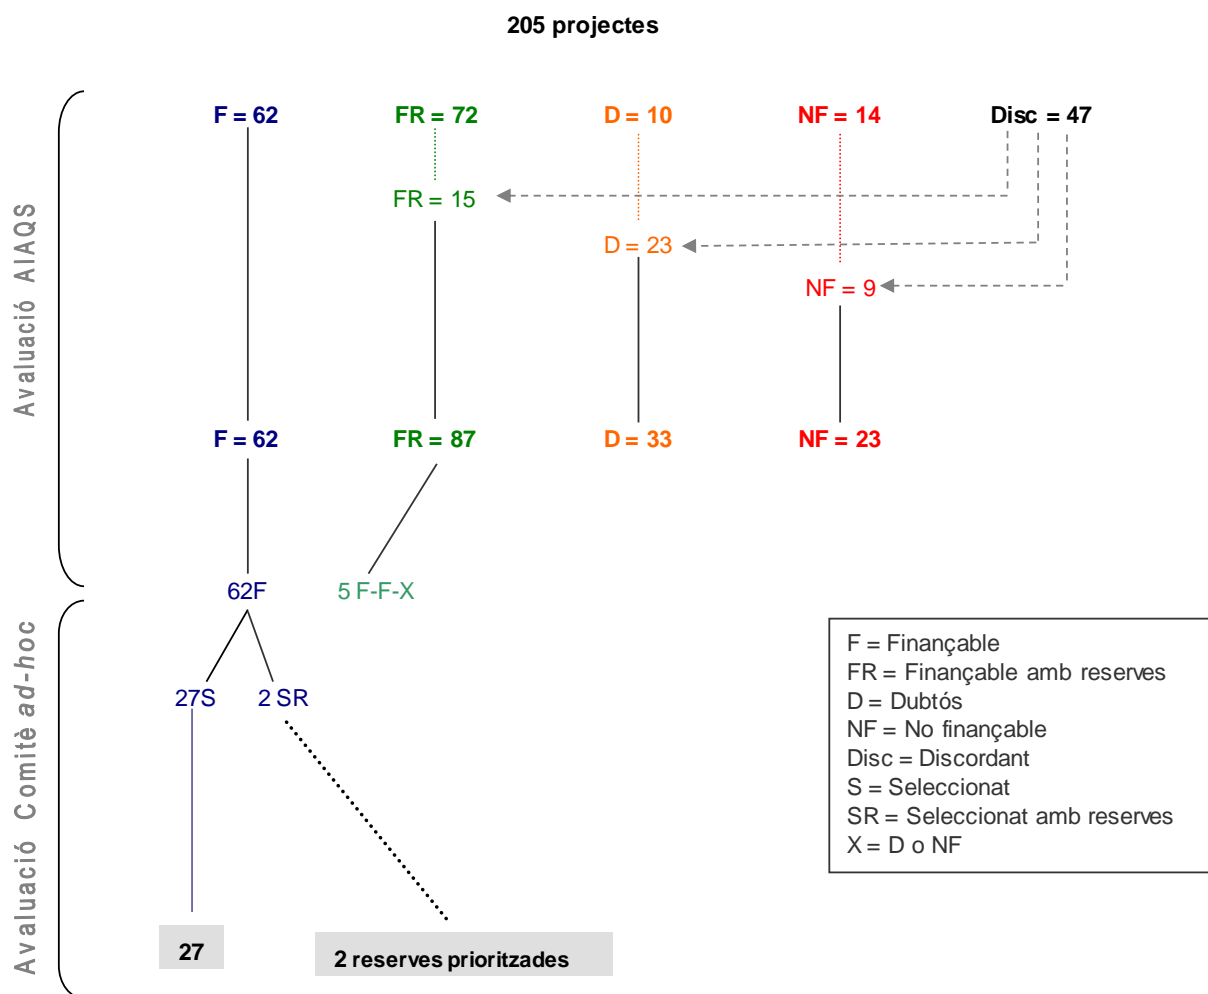 205 projectes
Avaluació AIAQS
F = 62
FR = 72
D = 10
NF = 14
Disc = 47
FR = 15
D = 23
NF = 9
F = 62
FR = 87
D = 33
NF = 23
62F
5 F-F-X
Avaluació Comitè ad-hoc
27S
2 SR
27
2 reserves prioritzades
F = Finançable
FR = Finançable amb reserves
D = Dubtós
NF = No finançable
Disc = Discordant
S = Seleccionat
SR = Seleccionat amb reserves
X = D o NF